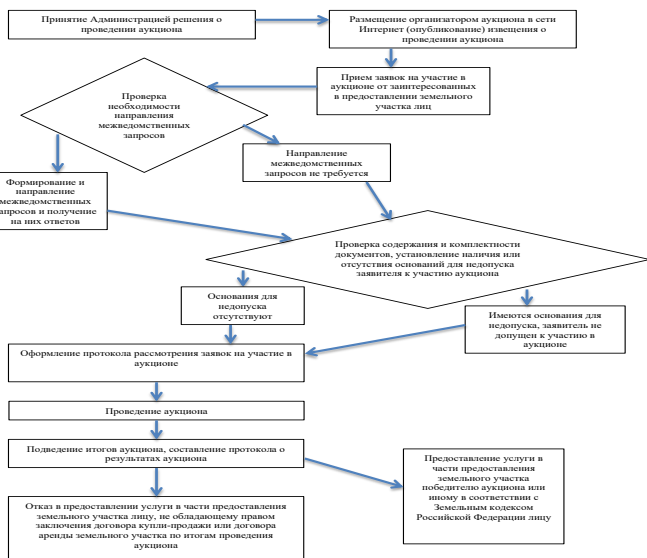 Принятие Администрацией решения о
проведении аукциона
Размещение организатором аукциона в сети
Интернет (опубликование) извещения о
проведении аукциона
Прием заявок на участие в
аукционе от заинтересованных
в предоставлении земельного
участка лиц
Проверка
необходимости
направления
межведомственных
запросов
Направление
межведомственных
запросов не требуется
Формирование и
направление
межведомственных
апросов и получение
на них ответов
Проверка содержания и комплектности
документов, установление наличия или
отсутствия оснований для недопуска
заявителя к участию аукциона
Основания для
недопуска
отсутствуют
Имеются основания для
недопуска, заявитель не
допущен к участию в
аукционе
Оформление протокола рассмотрения заявок на участие в
аукционе
Проведение аукциона
Подведение итогов аукциона, составление протокола о
результатах аукциона
Предоставление услуги в
части предоставления
земельного участка
победителю аукциона или
иному в соответствии с
Земельным кодексом
Российской Федерации лицу
Отказ в предоставлении услуги в части предоставления
земельного участка лицу, не обладающему правом
заключения договора купли-продажи или договора
аренды земельного участка по итогам проведения
аукциона